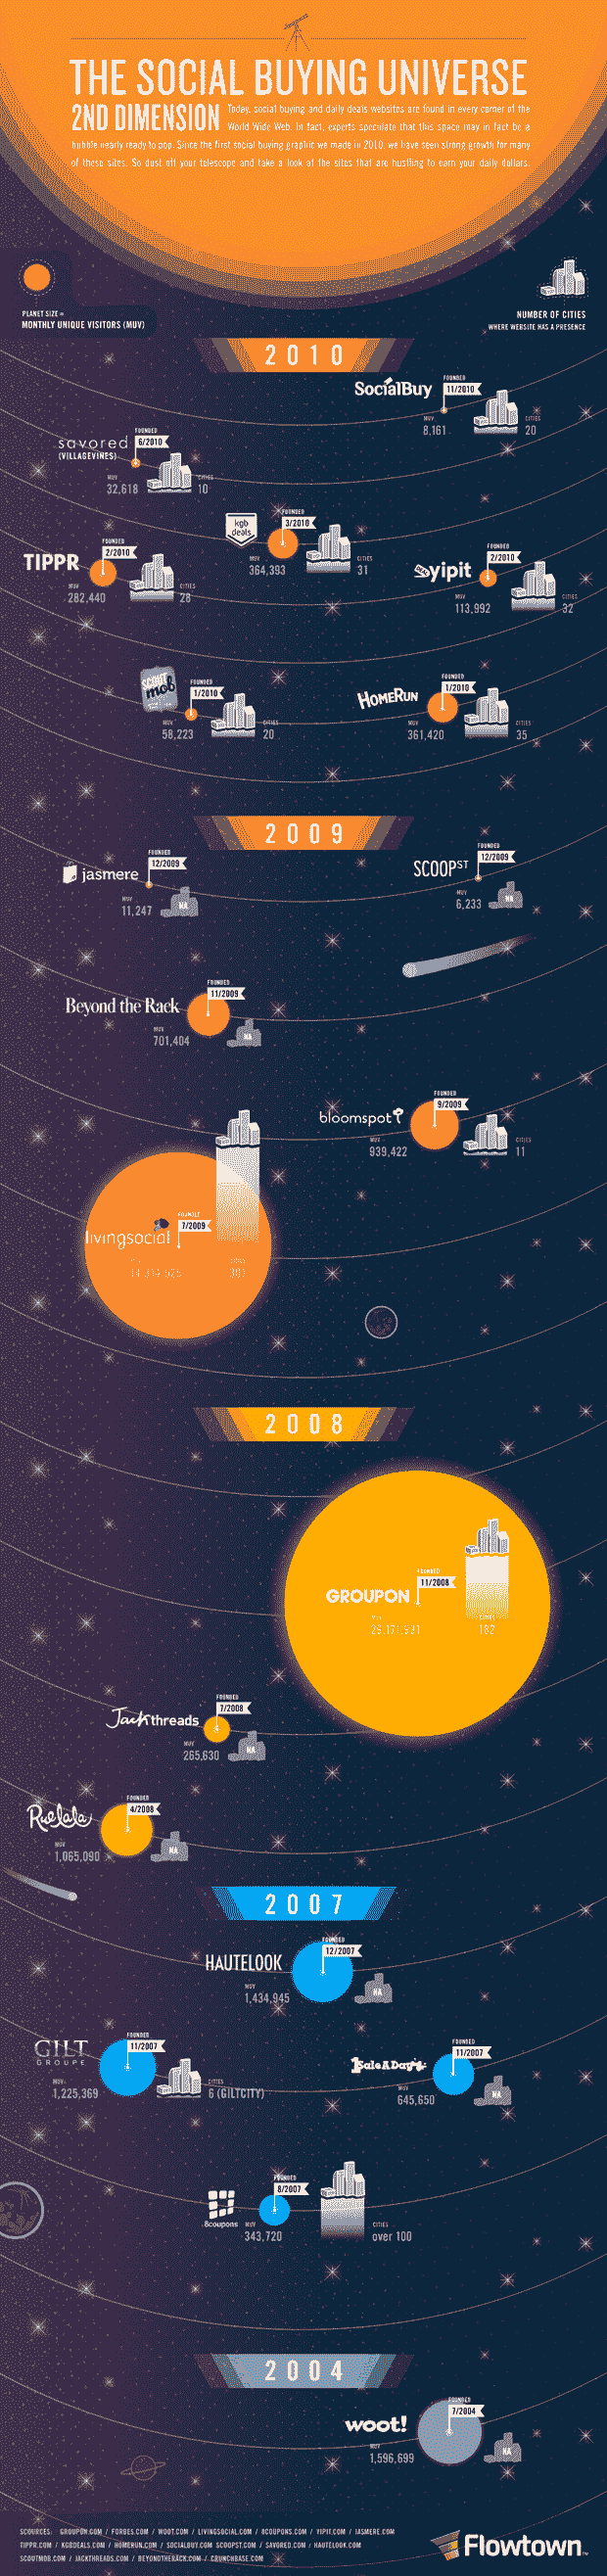 THE SOCIAL BUYING UNIVERSE
2ND DIMENSION
Today, social buying and daily deals websites are found in every corner of the
World Wide Web. In fact, experts speculate that this space may in fact be a
bubble nearly ready to pop. Since the first social buying graphic we made in 2010, we have seen strong growth for many
of these sites. So dust off your telescope and take a look at the sites that are hustling to earn your daily dollars.
PLANET SIZE =
MONTHLY UNIQUE VISITORS (MUV)
NUMBER OF CITIES
WHERE WEBSITE HAS A PRESENCE
2010
SocialBuy
FOUNDED
11/2010
MUV
8,161
CITIES
20
savored
(VILLAGEVINES)
FOUNDED
6/2010
MUV
32,618
CITIES
10
kgb
deals
FOUNDED
3/2010
MUV
364,393
CITIES
31
TIPPR
FOUNDED
2/2010
MUV
282,440
CITIES
28
yipit
FOUNDED
2/2010
MUV
113,992
CITIES
32
SCOUT
mob
FOUNDED
1/2010
MUV
58,223
CITIES
20
HOMERUN
FOUNDED
1/2010
MUV
361,420
CITIES
35
2009
jasmere
FOUNDED
12/2009
MUV
11,247
NA
SCOOPST
FOUNDED
12/2009
MUV
6,233
NA
Beyond the Rack
FOUNDED
11/2009
MUV
701,404
NA
bloomspot
FOUNDED
9/2009
MUV
939,422
CITIES
11
livingsocial
FOUNDED
7/2009
2008
GROUPON
FOUNDED
11/2008
CITIES
182
Jackthreads
FOUNDED
7/2008
MUV
265,630
NA
Ruelala
FOUNDED
4/2008
MUV
1,065,090
NA
2007
HAUTELOOK
FOUNDED
12/2007
MUV
1,434,945
NA
GILT
GROUPE
FOUNDED
11/2007
MUV
1,225,369
CITIES
6 (GILTCITY)
1SaleADay
FOUNDED
11/2007
MUV
645,650
NA
8coupons
FOUNDED
8/2007
MUV
343,720
CITIES
over 100
2004
woot!
FOUNDED
7/2004
MUV
1,596,699
NA
SCOURCES: GROUPON.COM / FORBES.COM / WOOT.COM / LIVINGSOCIAL.COM / 8COUPONS.COM / YIPIT.COM / JASMERE.COM
TIPPR.COM / KGBDEALS.COM / HOMERUN.COM / SOCIALBUY.COM SCOOPST.COM / SAVORED.COM / HAUTELOOK.COM
SCOUTMOB.COM / JACKTHREADS.COM / BEYONDTHERACK.COM / CRUNCHBASE.COM
Flowtown